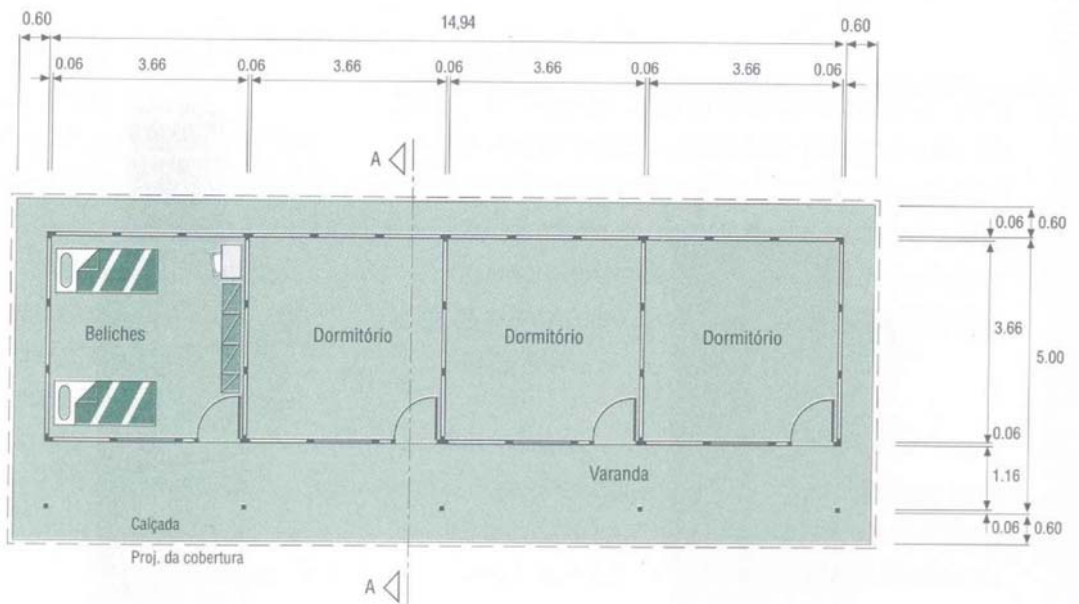 0.60 14,94 0.60
0.06 3.66 0.06 3.66 0.06 3.66 0.06 3.66 0.06
A
0.06 0.60
Beliches Dormitório Dormitório Dormitório
3.66
5.00
0.06
Varanda
1.16
Calçada
0.06 0.60
Proj. da cobertura
A